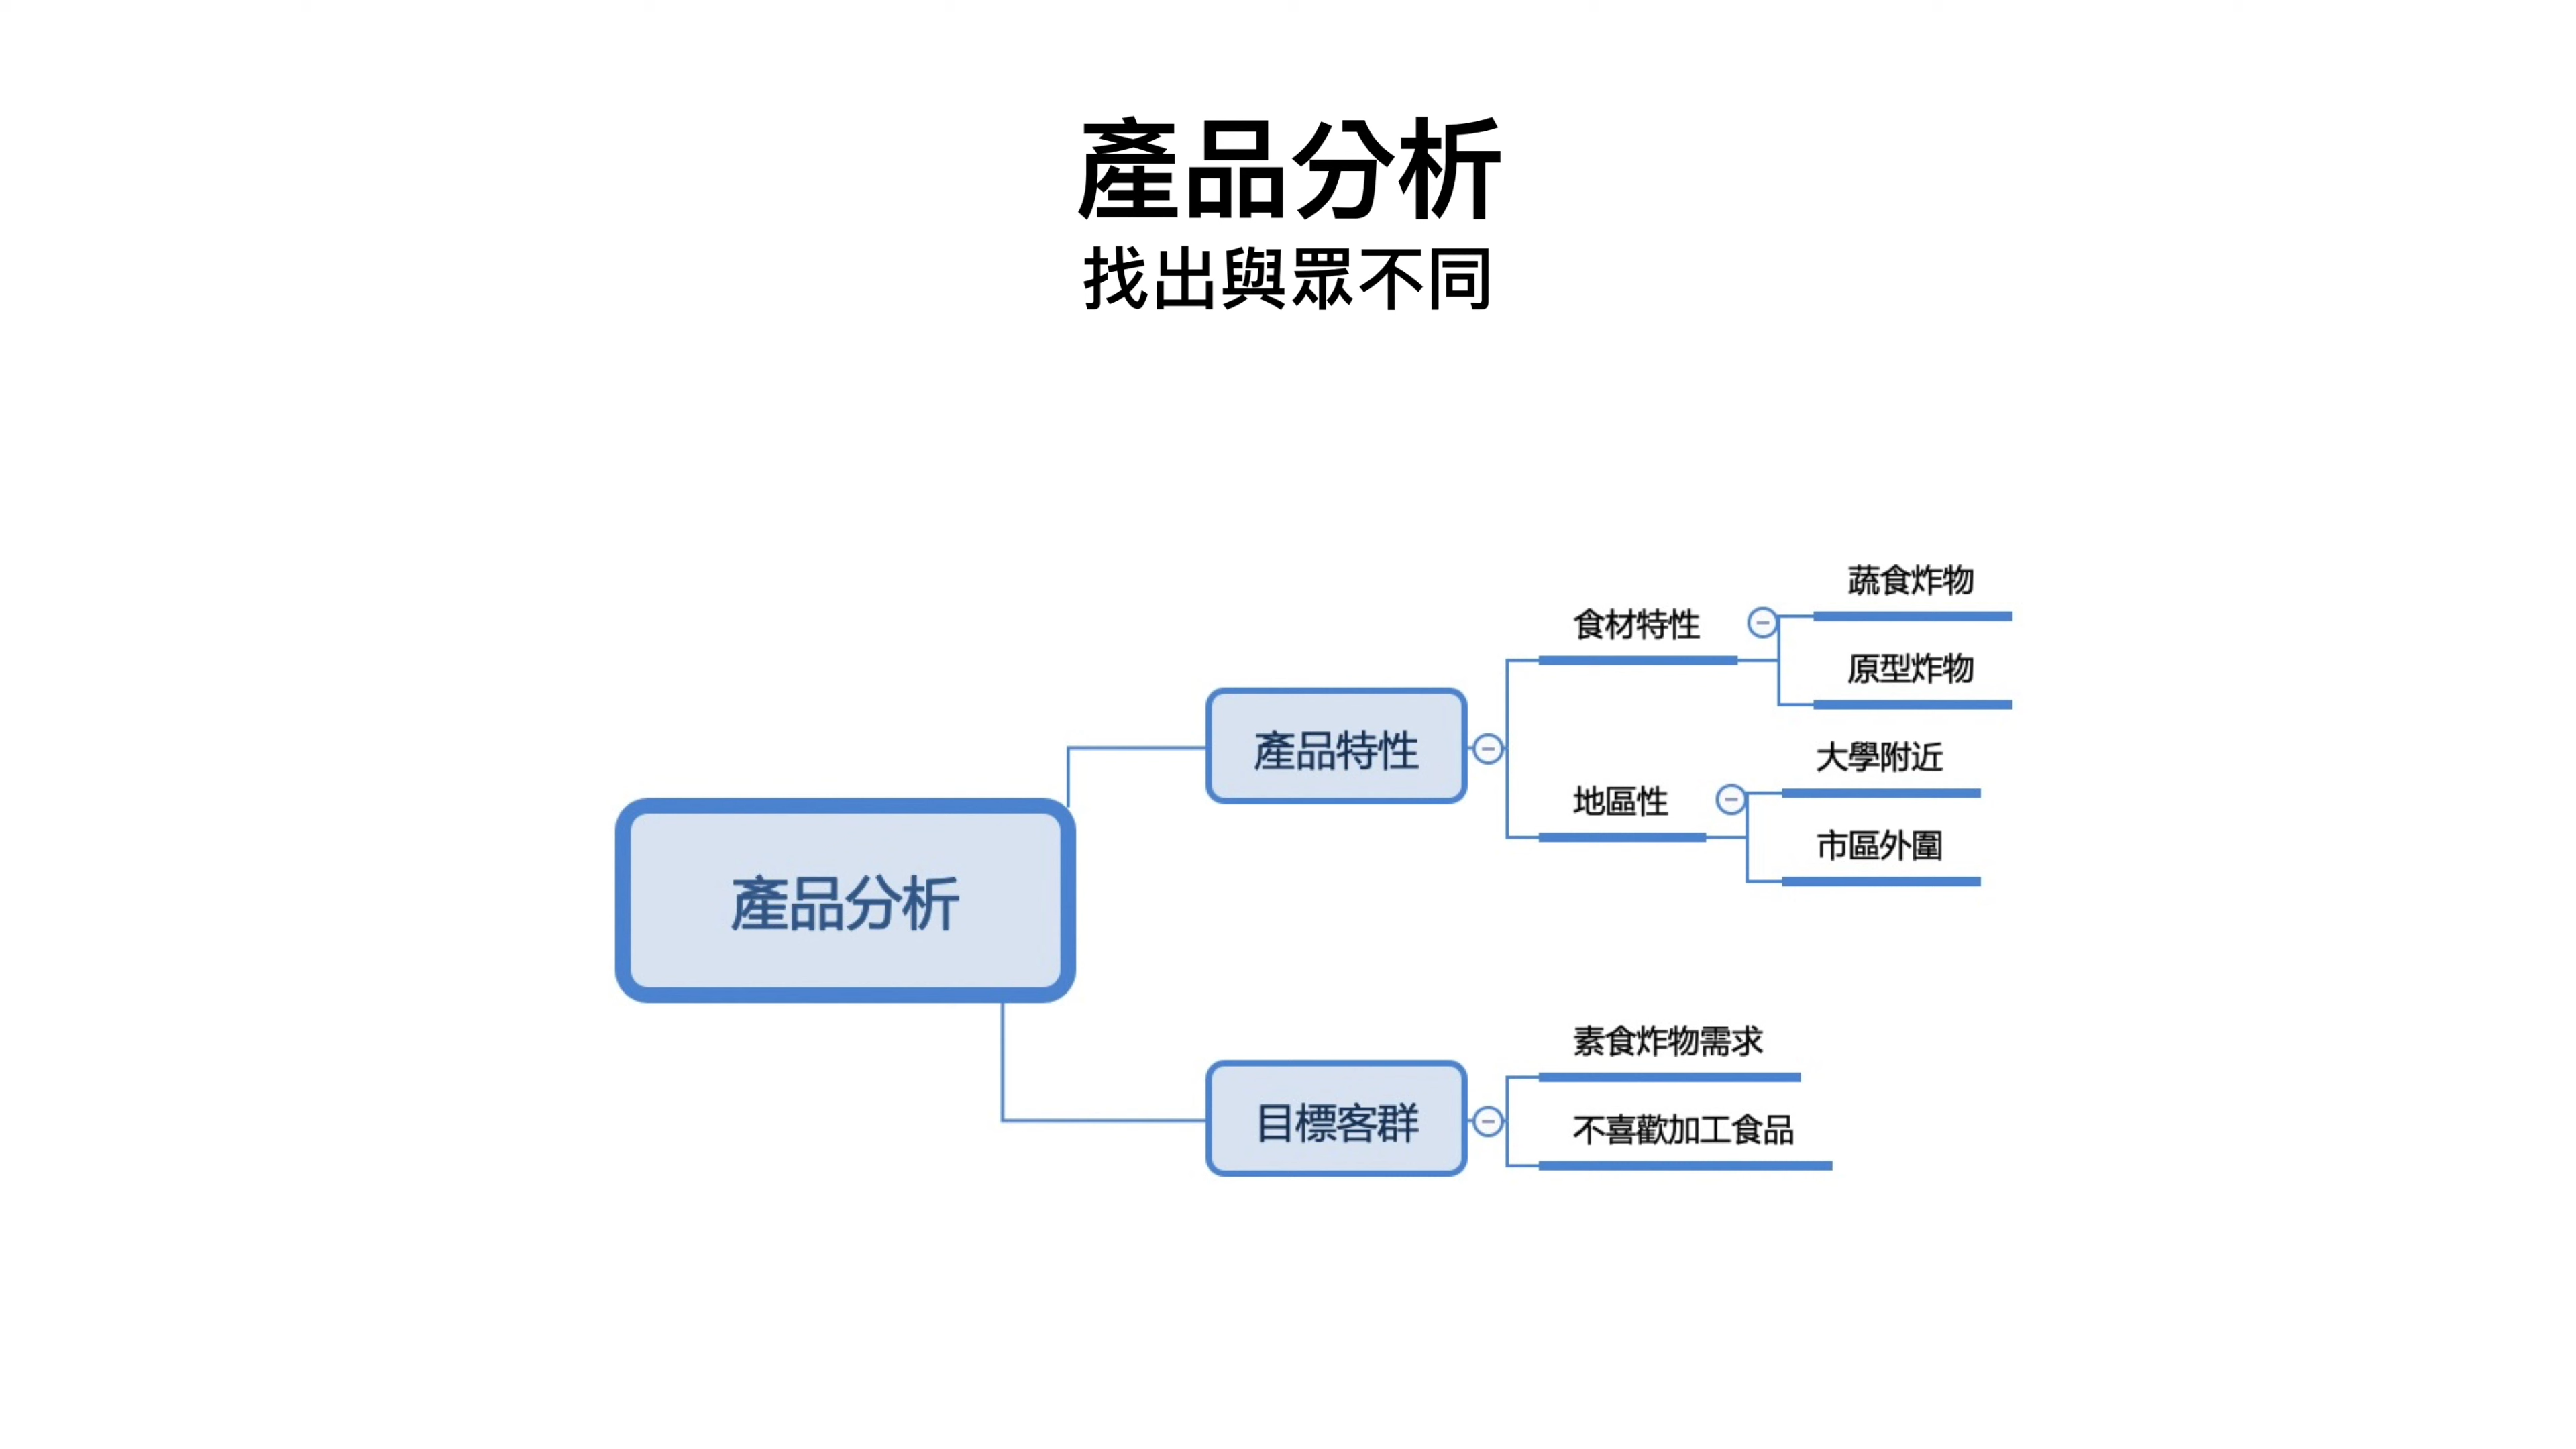 產品分析
找出與眾不同
產品分析
產品特性
食材特性
蔬食炸物
原型炸物
地區性
大學附近
市區外圍
目標客群
素食炸物需求
不喜歡加工食品